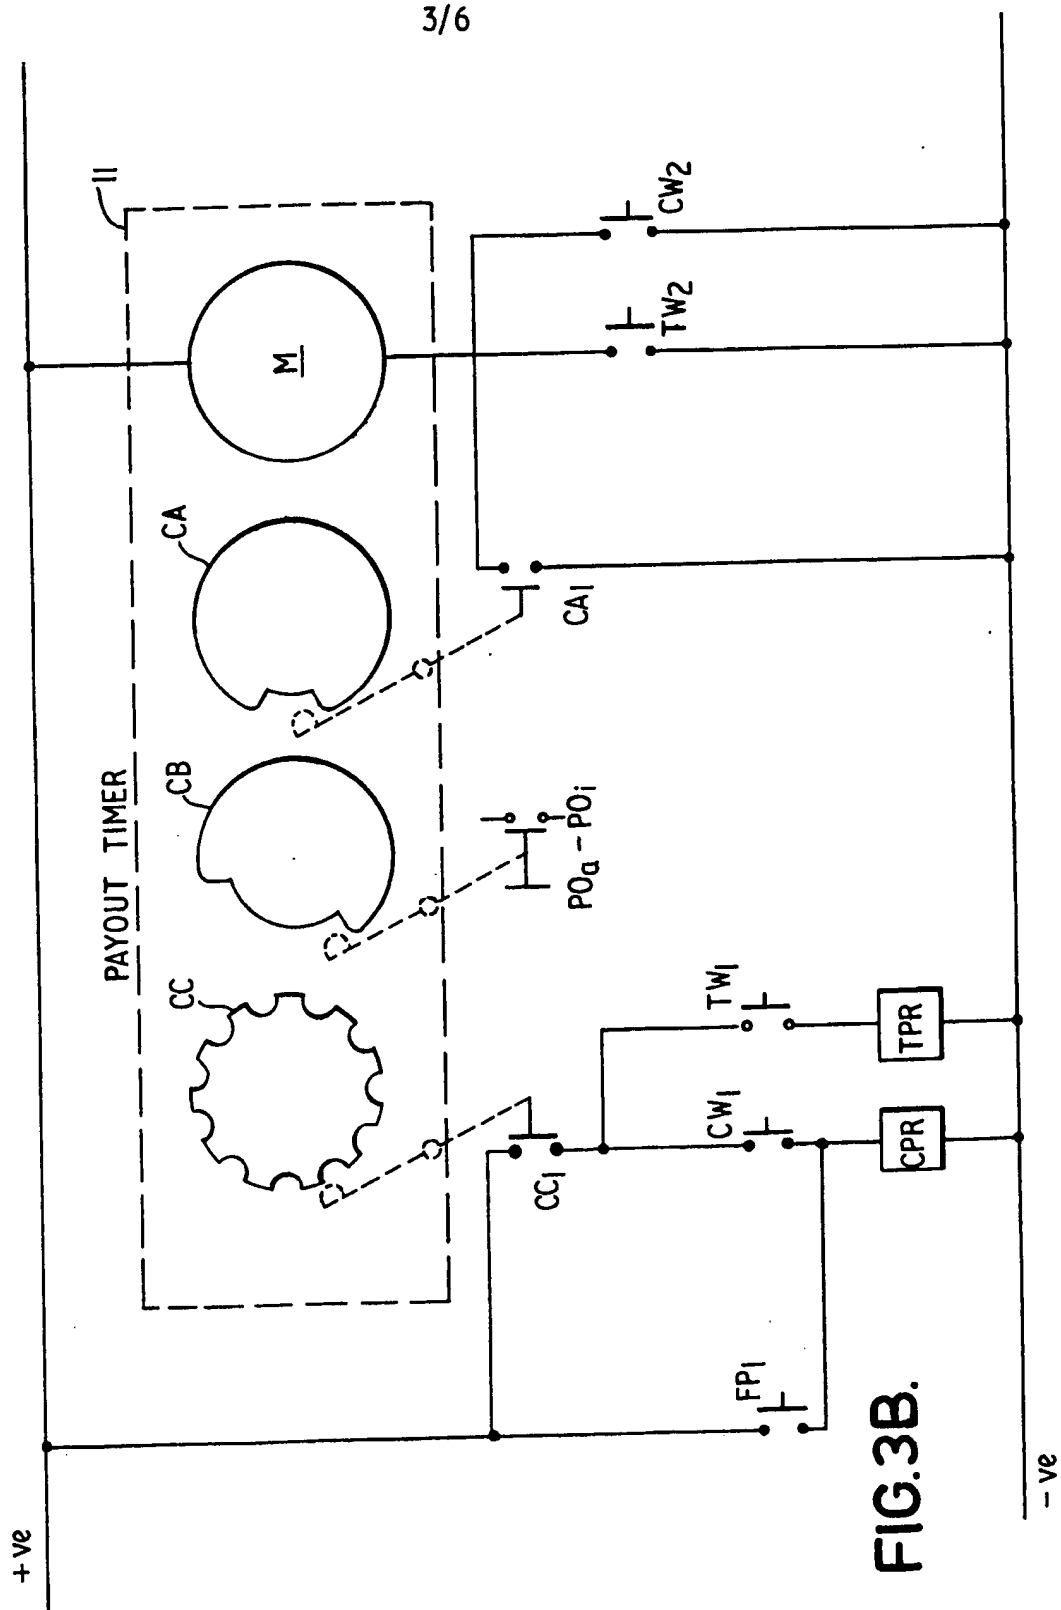 3/6
+ve
PAYOUT TIMER
11
CC
CB
CA
M
CC1
POa - POi
CA1
FP1
CW1
TW1
TW2
CW2
CPR
TPR
-ve
FIG.3B.